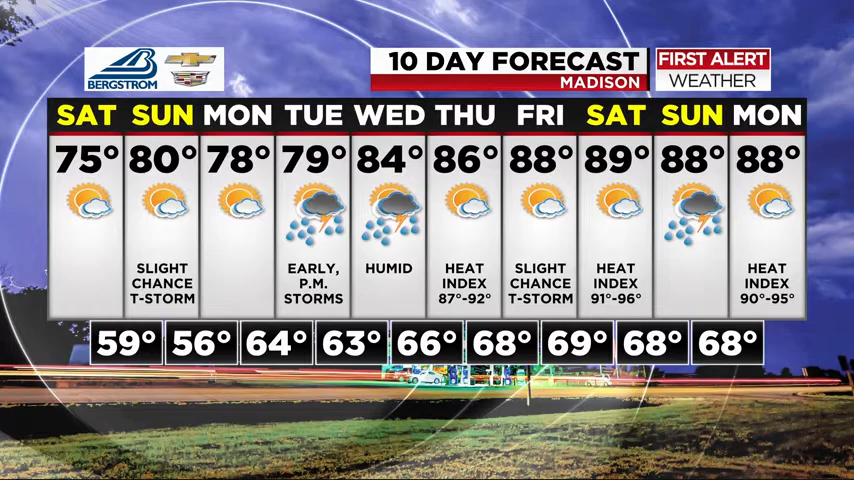 BERGSTROM
10 DAY FORECAST
MADISON
FIRST ALERT
WEATHER
SAT SUN MON TUE WED THU FRI SAT SUN MON
75° 80° 78° 79° 84° 86° 88° 89° 88° 88°
SLIGHT
CHANCE
T-STORM
EARLY,
P.M.
STORMS
HUMID
HEAT
INDEX
87°-92°
SLIGHT
CHANCE
T-STORM
HEAT
INDEX
91°-96°
HEAT
INDEX
90°-95°
59° 56° 64° 63° 66° 68° 69° 68° 68°